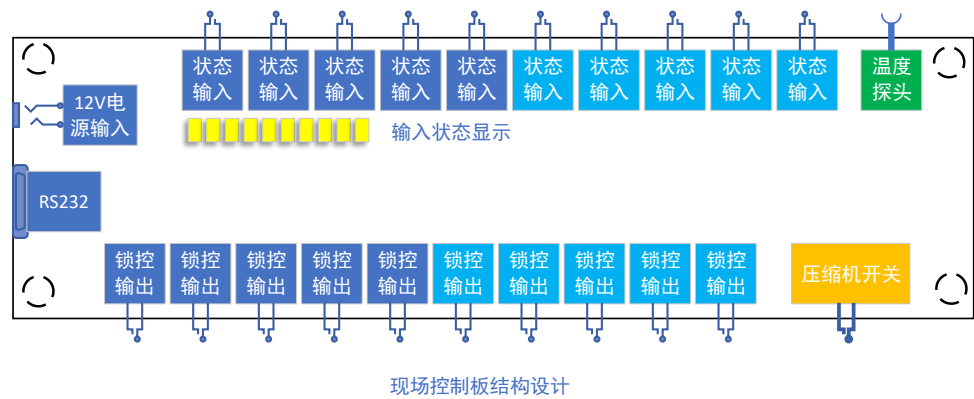 状态
输入
状态
输入
状态
输入
状态
输入
状态
输入
状态
输入
状态
输入
状态
输入
状态
输入
状态
输入
温度
探头
12V电
源输入
输入状态显示
RS232
锁控
输出
锁控
输出
锁控
输出
锁控
输出
锁控
输出
锁控
输出
锁控
输出
锁控
输出
锁控
输出
锁控
输出
压缩机开关
现场控制板结构设计